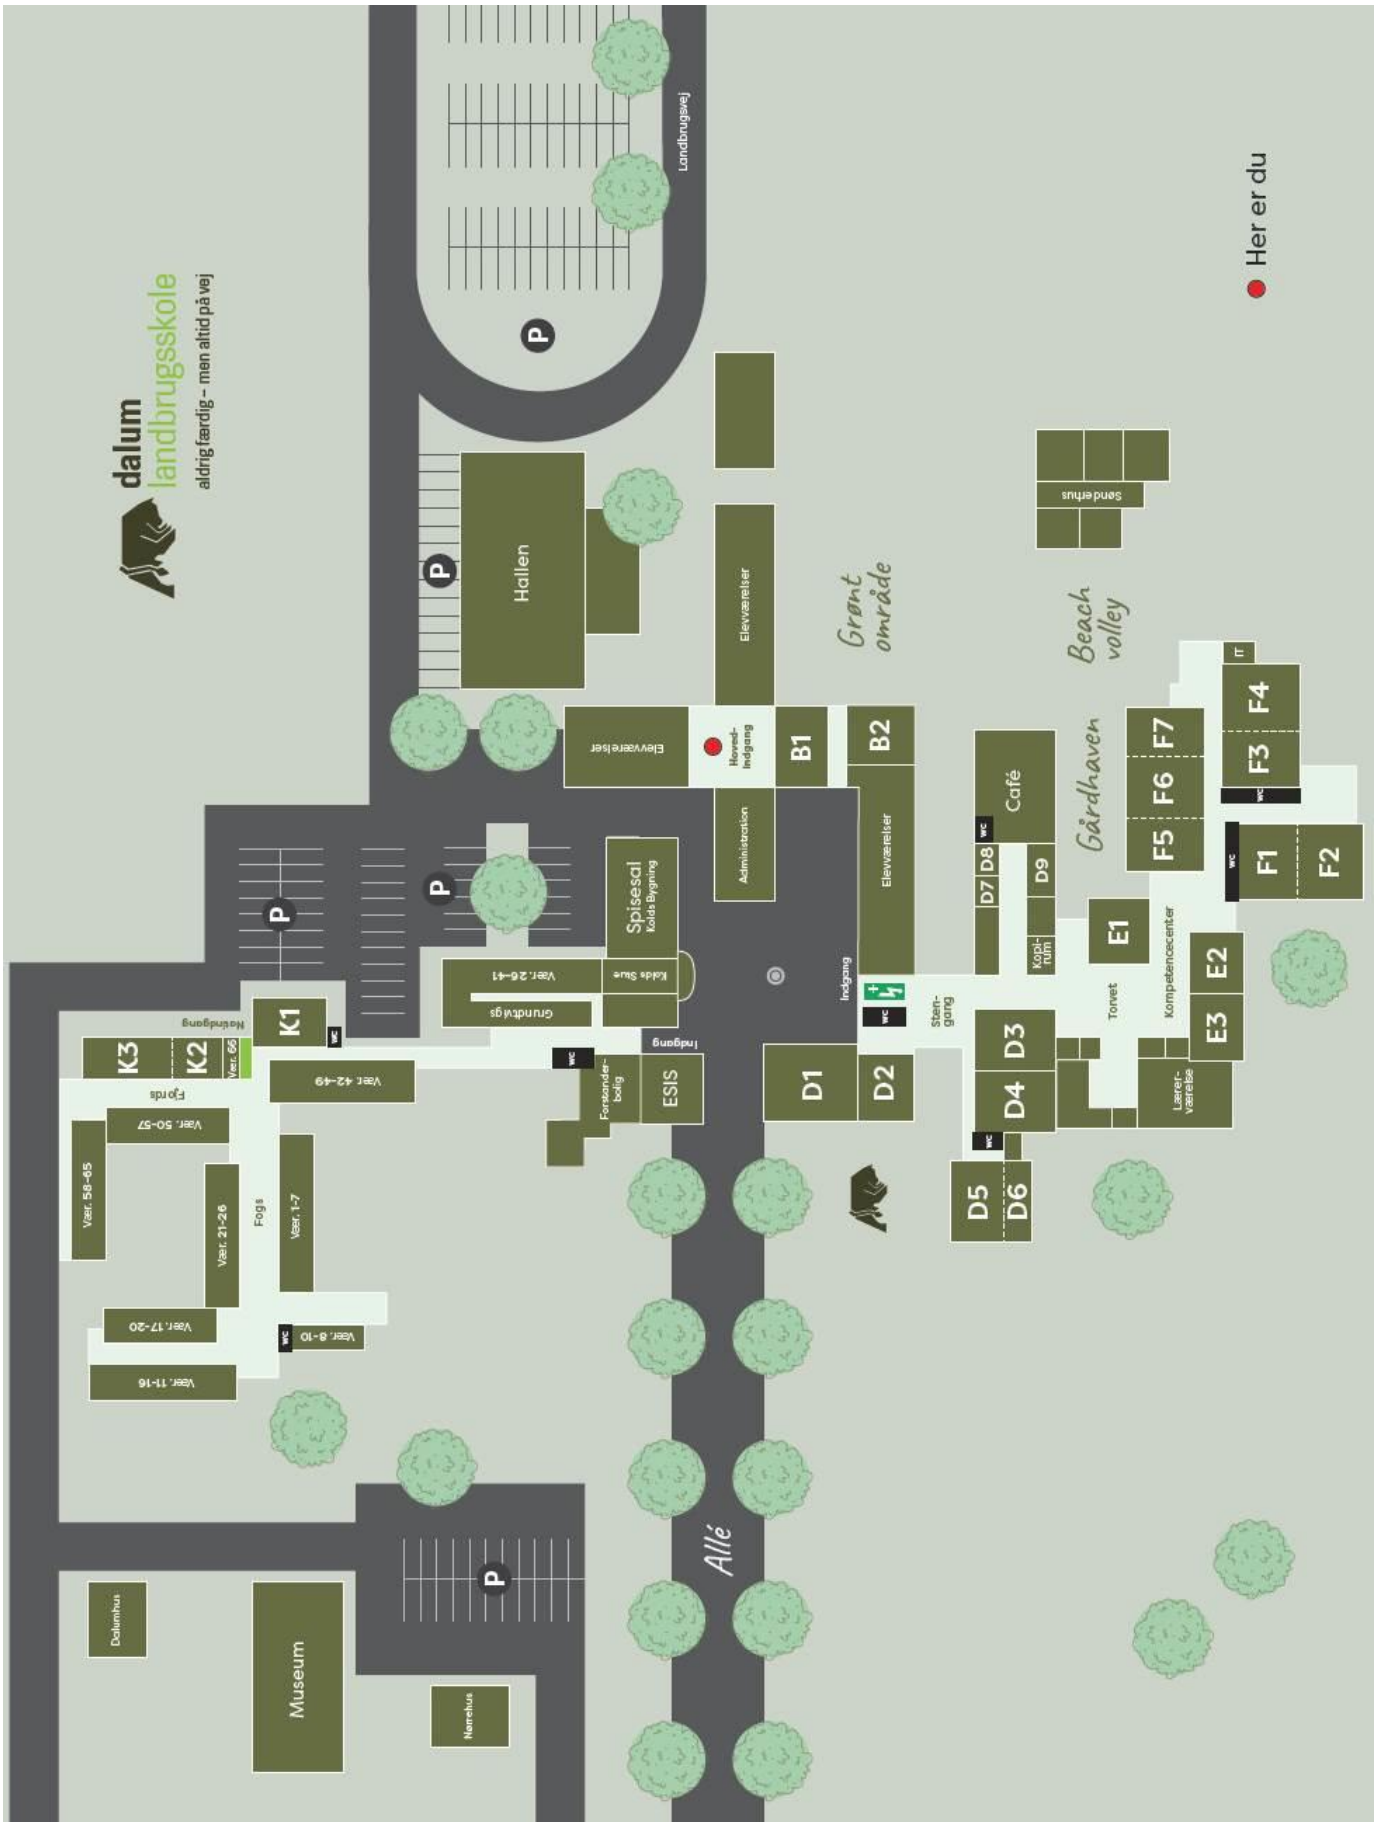 dalum
landbrugsskole
aldrig færdig – men altid på vej
Dalumhus
Museum
Nørrehus
P
Vær. 11-16
Vær. 17-20
Vær. 8-10
WC
Vær. 58-65
Vær. 21-26
Fogs
Vær. 1-7
Vær. 50-57
Fjords
K3
K2
Vær. 66
Natindgang
K1
WC
Vær. 42-49
P
P
Vær. 26-41
Grundtvigs
Kolds Stue
Spisesal
Kolds Bygning
WC
Forstander-
bolig
ESIS
Indgang
Allé
P
Hallen
P
Landbrugsvej
Elevværelser
Hoved-
indgang
Administration
Elevværelser
B1
B2
Elevværelser
Grønt
område
Indgang
WC
Sten-
gang
D1
D2
D3
D4
WC
D5
D6
D7
D8
WC
Café
D9
Kopi-
rum
Torvet
Lærer-
værelse
E1
Kompetencecenter
E2
E3
Gårdhaven
Beach
volley
Sønderhus
F5
F6
F7
F4
F3
IT
WC
WC
F1
F2
Her er du